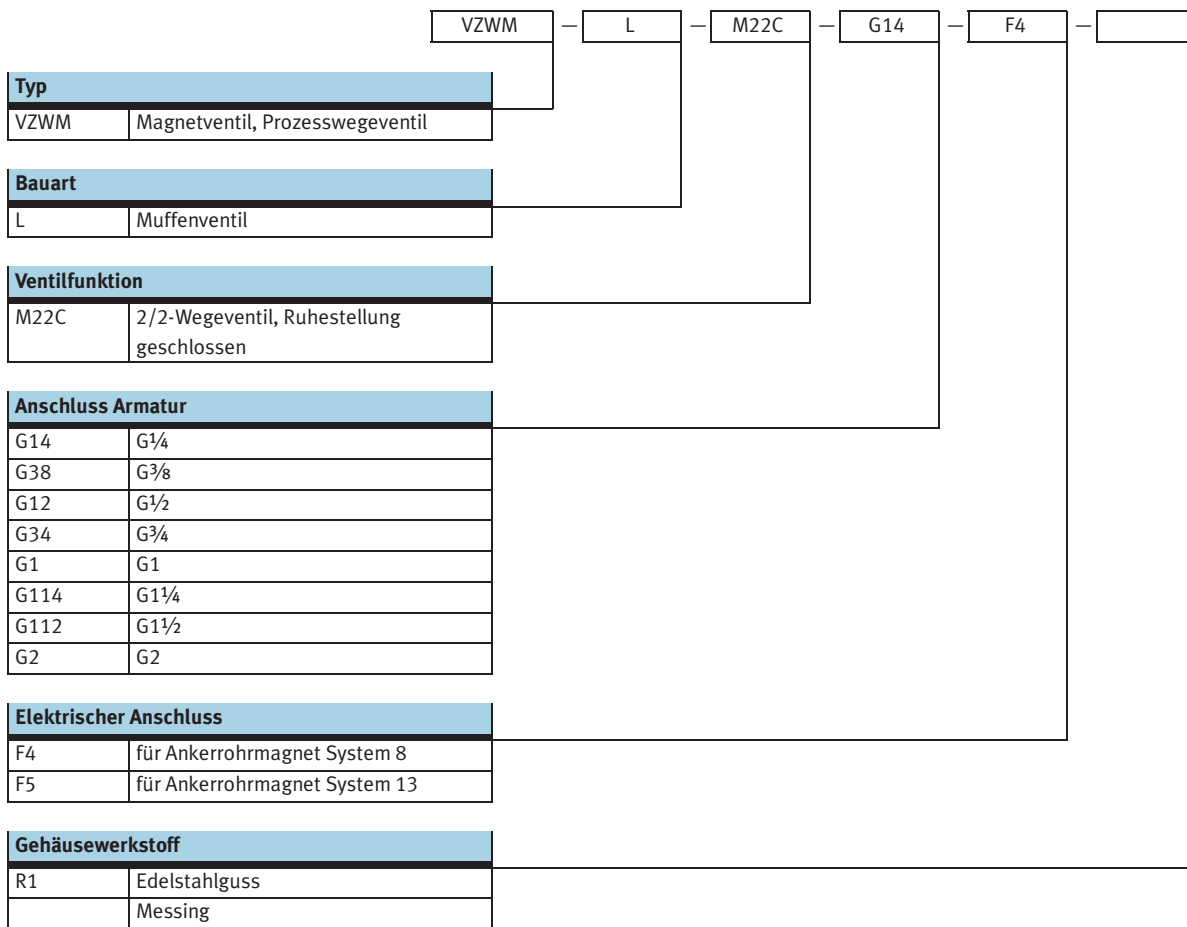 VZWM — L — M22C — G14 — F4 —
Typ
VZWM Magnetventil, Prozesswegeventil
Bauart
L Muffenventil
Ventilfunktion
M22C 2/2-Wegeventil, Ruhestellung
geschlossen
Anschluss Armatur
G14 G¼
G38 G⅜
G12 G½
G34 G¾
G1 G1
G114 G1¼
G112 G1½
G2 G2
Elektrischer Anschluss
F4 für Ankerrohrmagnet System 8
F5 für Ankerrohrmagnet System 13
Gehäusewerkstoff
R1 Edelstahlguss
Messing